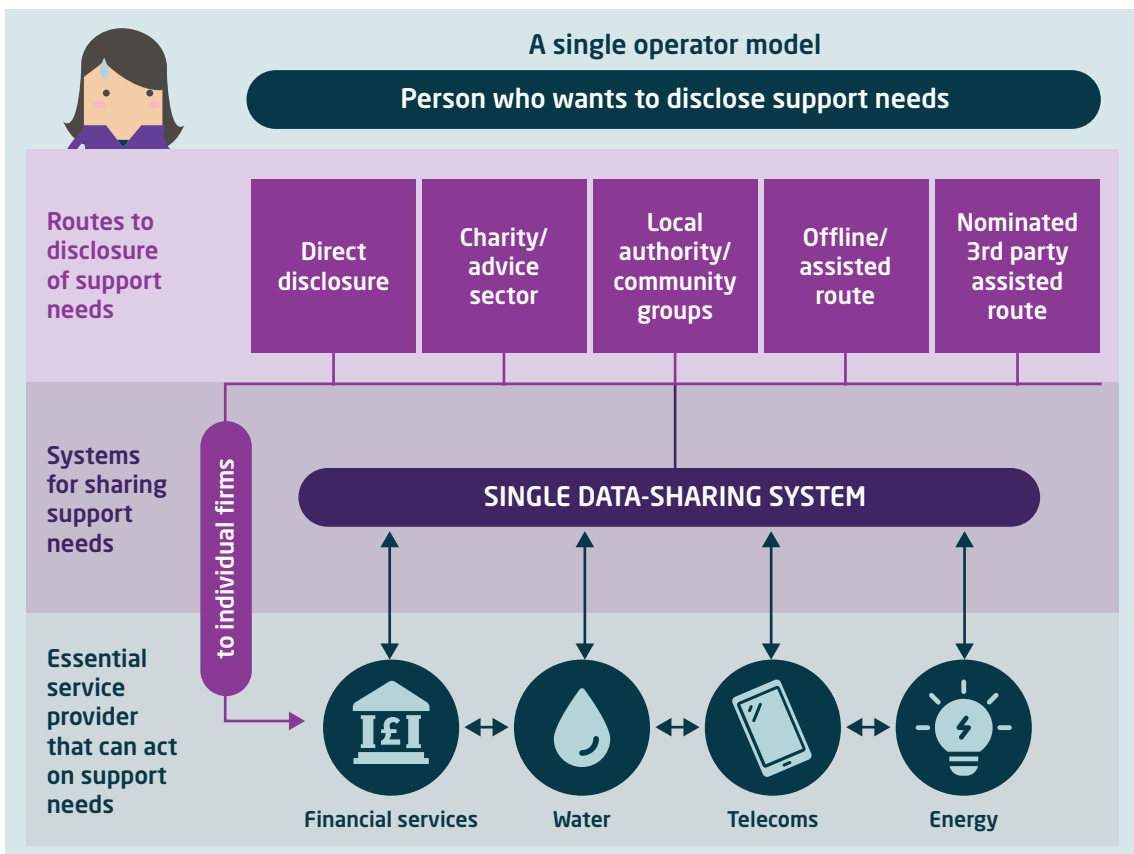 A single operator model
Person who wants to disclose support needs
Routes to
disclosure
of support
needs
Direct
disclosure
Charity/
advice
sector
Local
authority/
community
groups
Offline/
assisted
route
Nominated
3rd party
assisted
route
Systems
for sharing
support
needs
to individual firms
SINGLE DATA-SHARING SYSTEM
Essential
service
provider
that can act
on support
needs
£
Financial services
Water
Telecoms
Energy